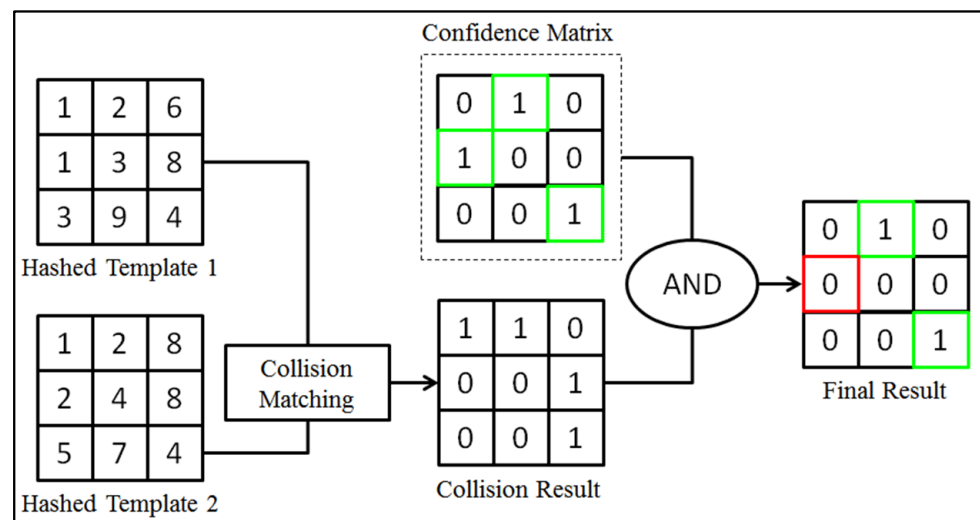 Confidence Matrix
1 2 6
1 3 8
3 9 4
Hashed Template 1
0 1 0
1 0 0
0 0 1
AND
0 1 0
0 0 0
0 0 1
Final Result
1 2 8
2 4 8
5 7 4
Hashed Template 2
Collision
Matching
1 1 0
0 0 1
0 0 1
Collision Result